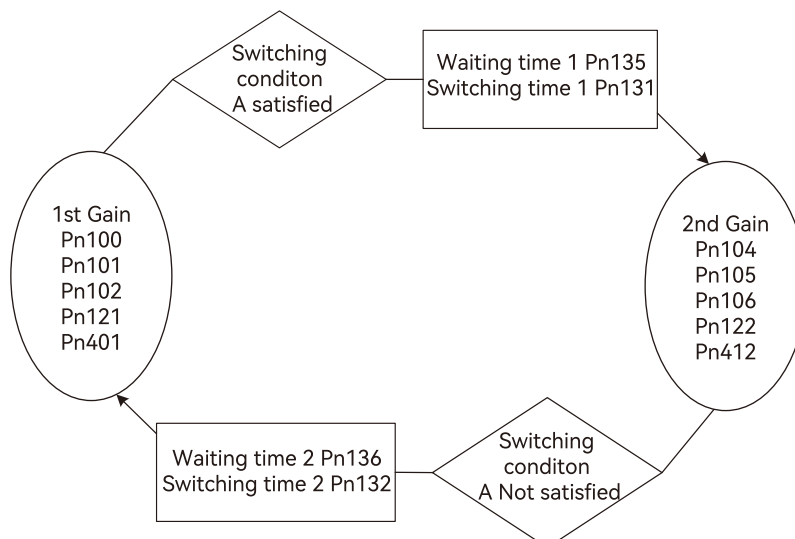 Switching
conditon
A satisfied
Waiting time 1 Pn135
Switching time 1 Pn131
1st Gain
Pn100
Pn101
Pn102
Pn121
Pn401
2nd Gain
Pn104
Pn105
Pn106
Pn122
Pn412
Waiting time 2 Pn136
Switching time 2 Pn132
Switching
conditon
A Not satisfied